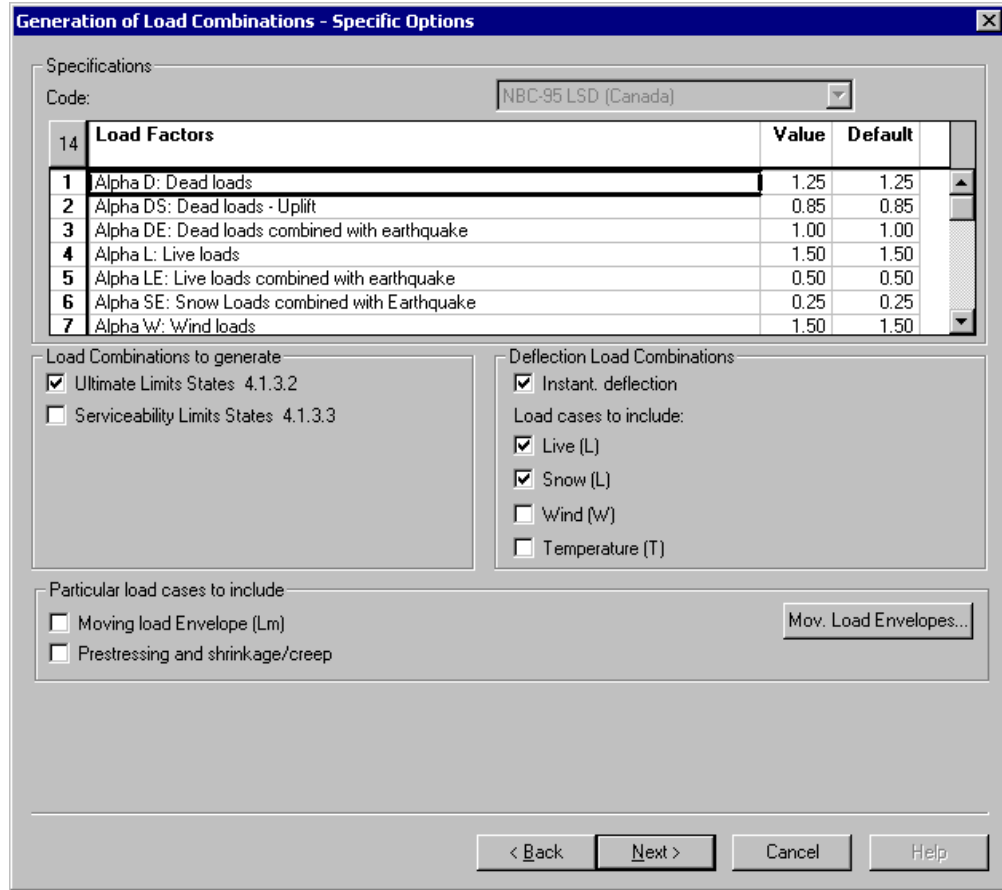 Generation of Load Combinations - Specific Options
Specifications
Code:
NBC-95 LSD (Canada)
14 Load Factors Value Default
1 Alpha D: Dead loads 1.25 1.25
2 Alpha DS: Dead loads - Uplift 0.85 0.85
3 Alpha DE: Dead loads combined with earthquake 1.00 1.00
4 Alpha L: Live loads 1.50 1.50
5 Alpha LE: Live loads combined with earthquake 0.50 0.50
6 Alpha SE: Snow Loads combined with Earthquake 0.25 0.25
7 Alpha W: Wind loads 1.50 1.50
Load Combinations to generate
Ultimate Limits States 4.1.3.2
Serviceability Limits States 4.1.3.3
Deflection Load Combinations
Instant. deflection
Load cases to include:
Live (L)
Snow (L)
Wind (W)
Temperature (T)
Particular load cases to include
Moving load Envelope (Lm)
Prestressing and shrinkage/creep
Mov. Load Envelopes...
< Back
Next >
Cancel
Help